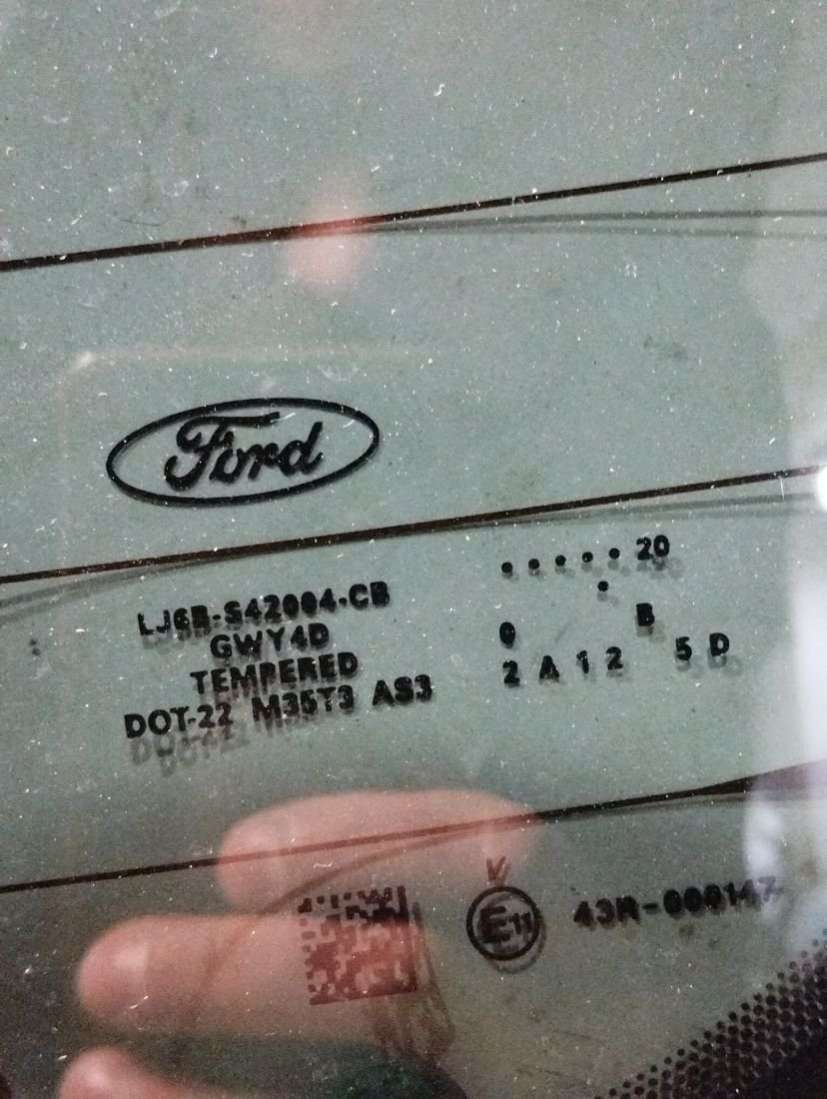 Ford
LJ6B-S42004-CB
GWY4D
TEMPERED
DOT-22 M35T3 AS3
. . . . . 20
.
0 B
2 A 1 2 5 D
E11 43R-000147